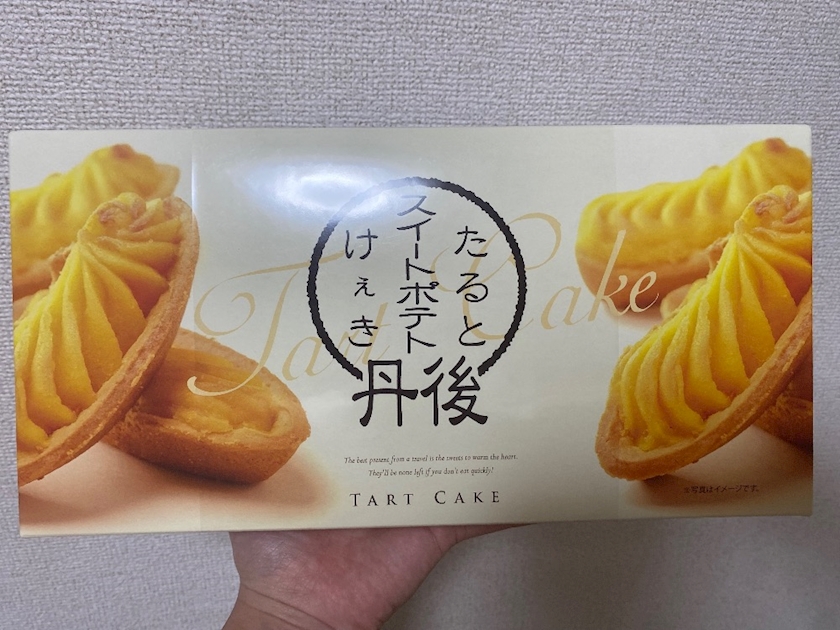 Tart Cake
たると
スイートポテト
けぇき
丹後
The best present from a travel is the sweets to warm the heart.
They'll be none left if you don't eat quickly!
TART CAKE
※写真はイメージです。